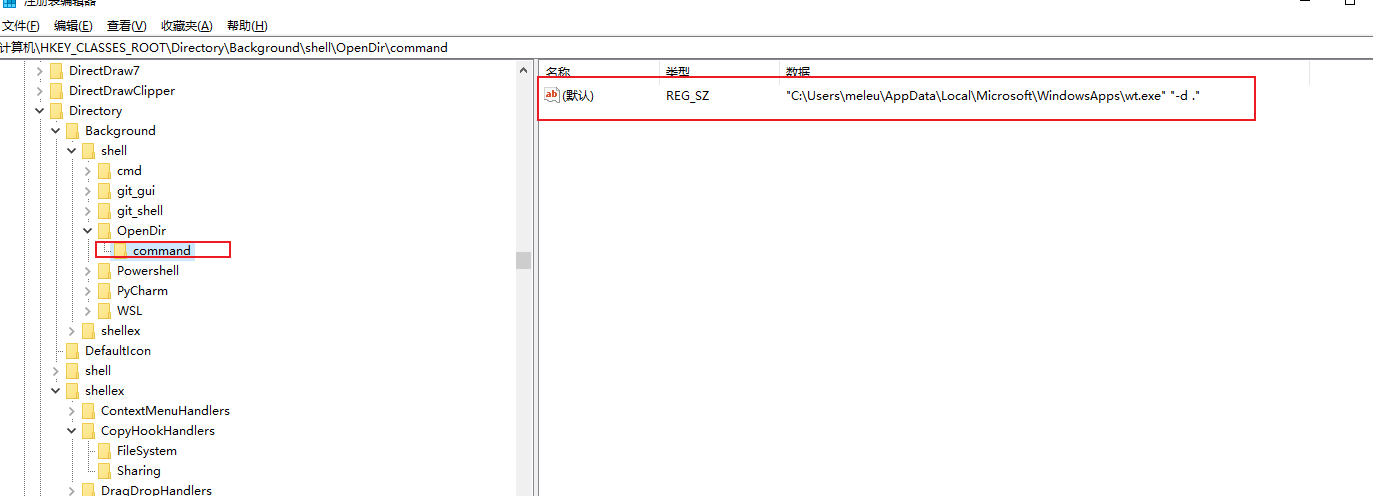 注册表编辑器
文件(F) 编辑(E) 查看(V) 收藏夹(A) 帮助(H)
计算机\HKEY_CLASSES_ROOT\Directory\Background\shell\OpenDir\command
DirectDraw7
DirectDrawClipper
Directory
Background
shell
cmd
git_gui
git_shell
OpenDir
command
Powershell
PyCharm
WSL
shellex
DefaultIcon
shell
shellex
ContextMenuHandlers
CopyHookHandlers
FileSystem
Sharing
DragDropHandlers
名称 类型 数据
ab (默认) REG_SZ "C:\Users\meleu\AppData\Local\Microsoft\WindowsApps\wt.exe" "-d ."